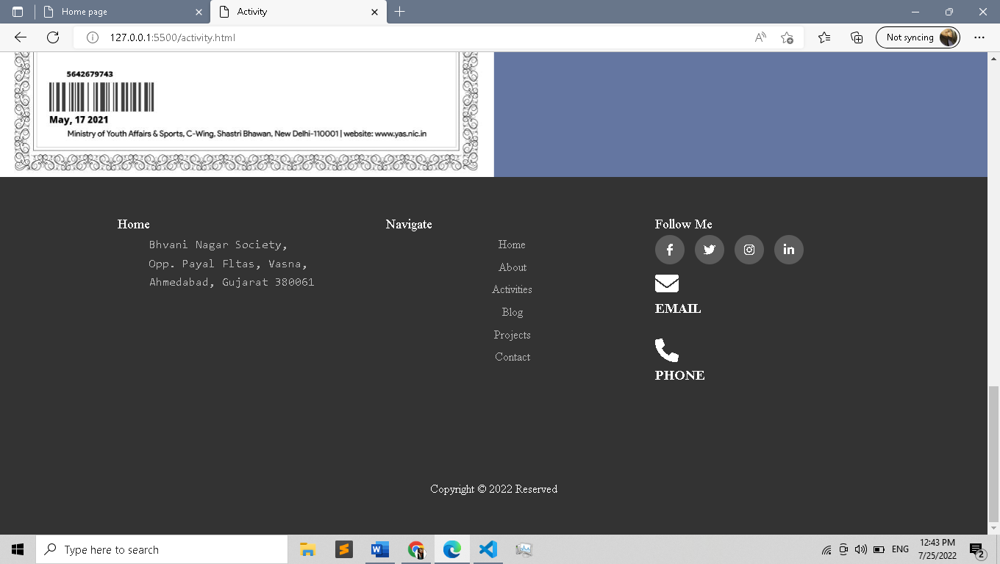 Home page
Activity
127.0.0.1:5500/activity.html
Not syncing
5642679743
May, 17 2021
Ministry of Youth Affairs & Sports, C-Wing, Shastri Bhawan, New Delhi-110001 | website: www.yas.nic.in
Home
Bhvani Nagar Society,
Opp. Payal Fltas, Vasna,
Ahmedabad, Gujarat 380061
Navigate
Home
About
Activities
Blog
Projects
Contact
Follow Me
EMAIL
PHONE
Copyright © 2022 Reserved
Type here to search
ENG
12:43 PM
7/25/2022
2